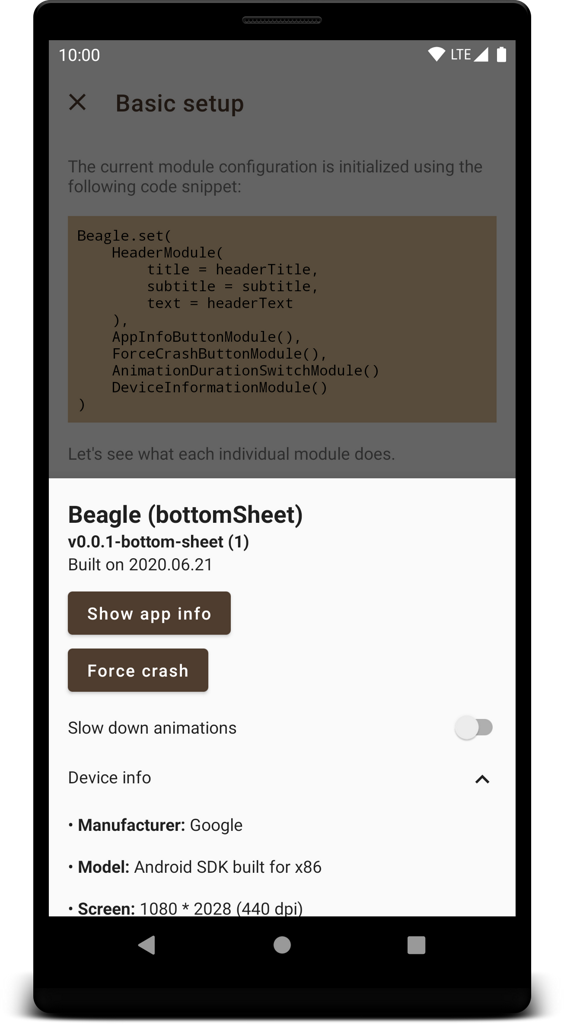 10:00 LTE
Basic setup
The current module configuration is initialized using the
following code snippet:
Beagle.set(
    HeaderModule(
        title = headerTitle,
        subtitle = subtitle,
        text = headerText
    ),
    AppInfoButtonModule(),
    ForceCrashButtonModule(),
    AnimationDurationSwitchModule()
    DeviceInformationModule()
)
Let's see what each individual module does.
Beagle (bottomSheet)
v0.0.1-bottom-sheet (1)
Built on 2020.06.21
Show app info
Force crash
Slow down animations
Device info
• Manufacturer: Google
• Model: Android SDK built for x86
• Screen: 1080 * 2028 (440 dpi)